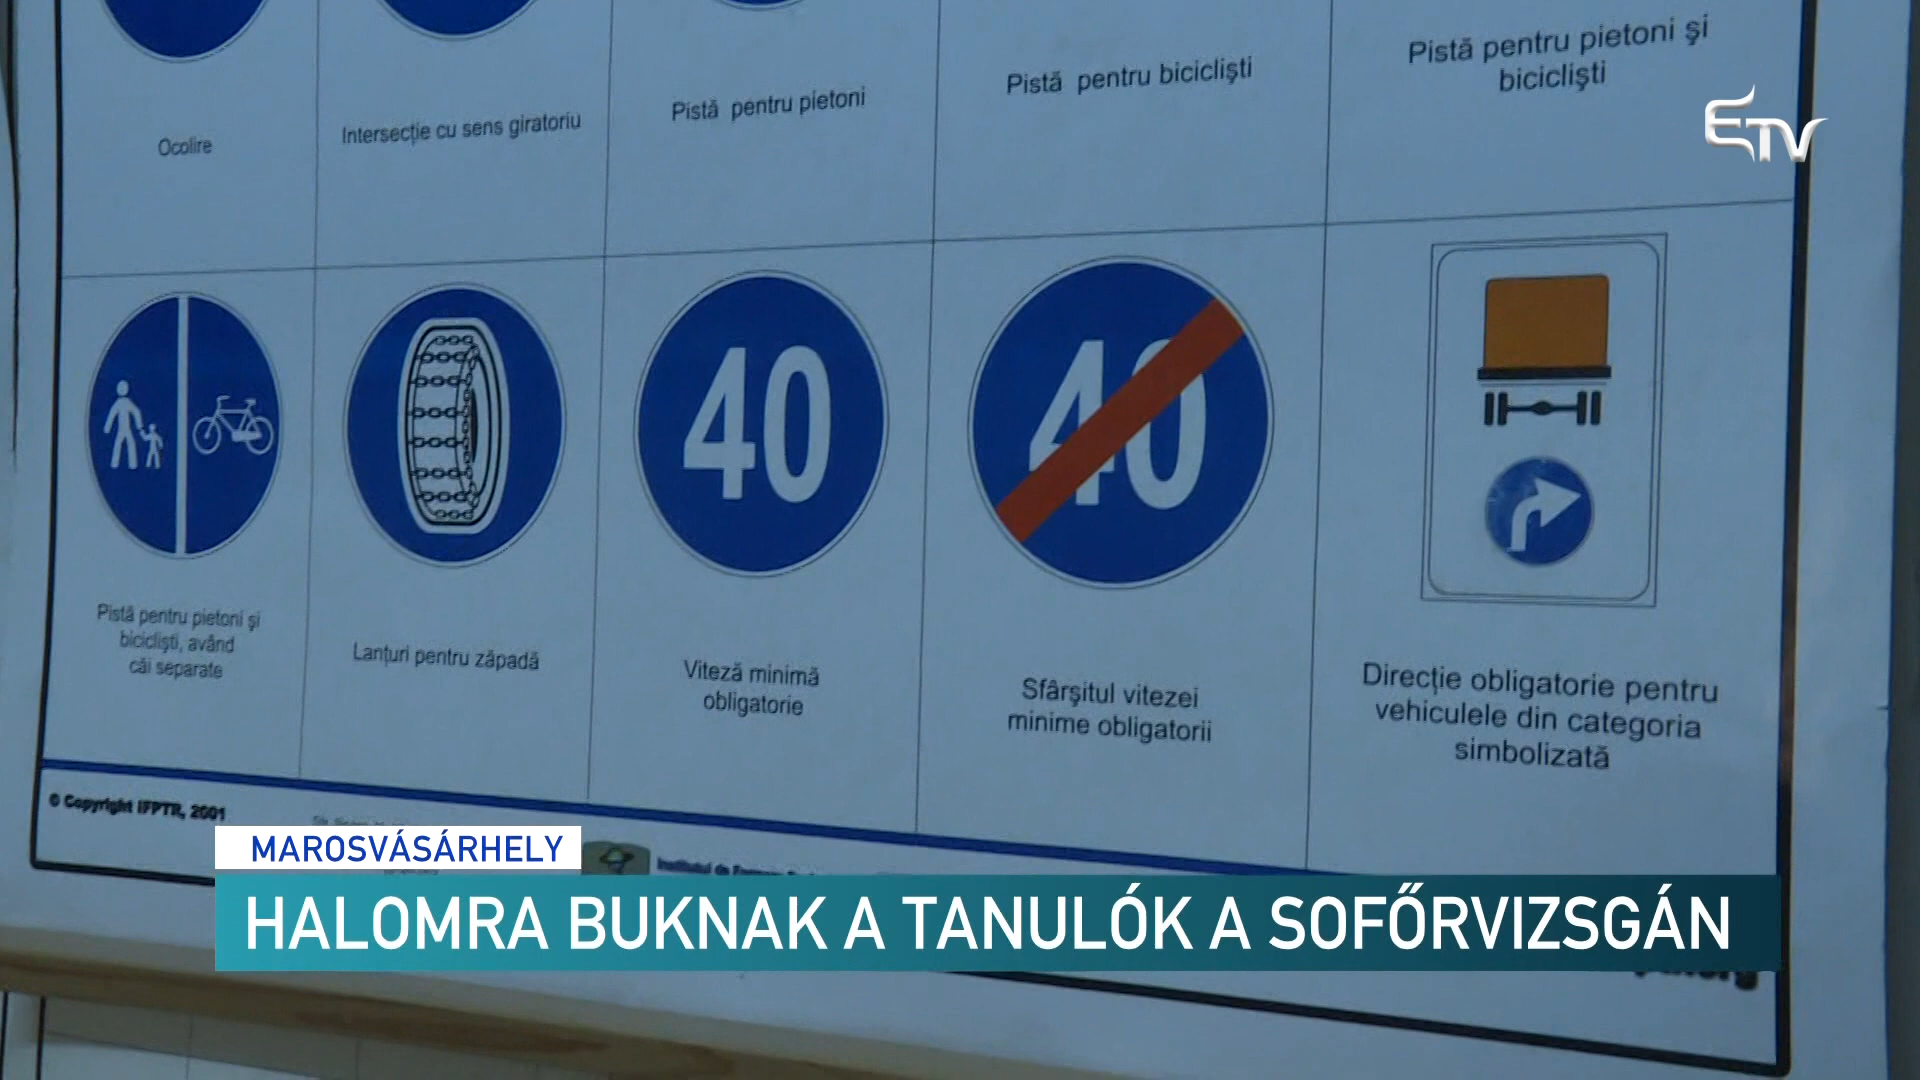 Pistă pentru pietoni şi
biciclişti
Pistă pentru biciclişti
Pistă pentru pietoni
Intersecţie cu sens giratoriu
Ocolire
ETV
40
40
Pistă pentru pietoni şi
biciclişti, având
căi separate
Lanţuri pentru zăpadă
Viteză minimă
obligatorie
Sfârşitul vitezei
minime obligatorii
Direcţie obligatorie pentru
vehiculele din categoria
simbolizată
© Copyright IFPTR, 2001
Institutul de
MAROSVÁSÁRHELY
HALOMRA BUKNAK A TANULÓK A SOFŐRVIZSGÁN